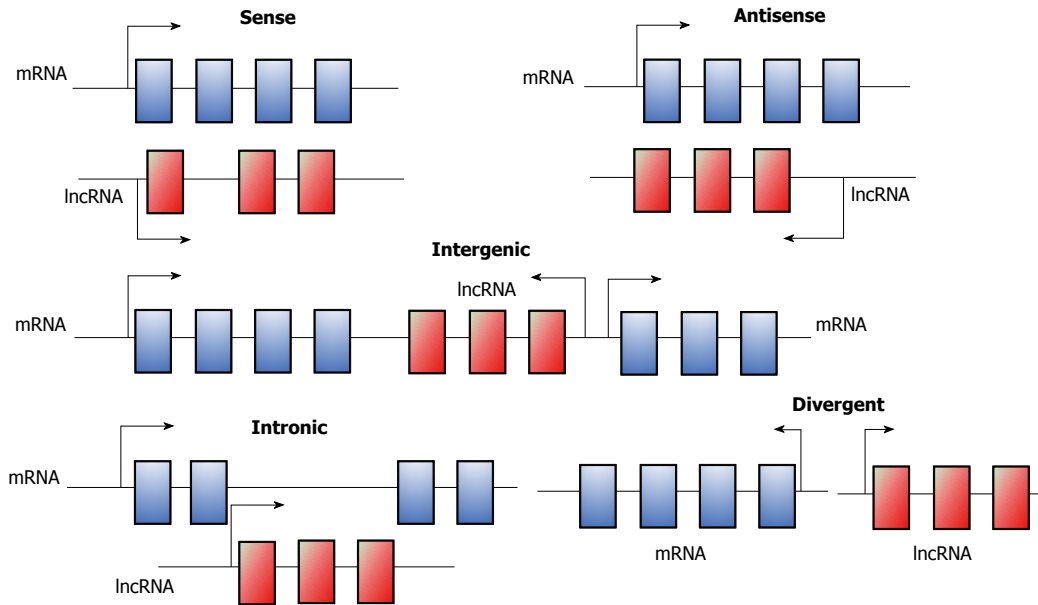 Sense
mRNA
lncRNA
Antisense
mRNA
lncRNA
Intergenic
mRNA
lncRNA
mRNA
Intronic
mRNA
lncRNA
Divergent
mRNA
lncRNA